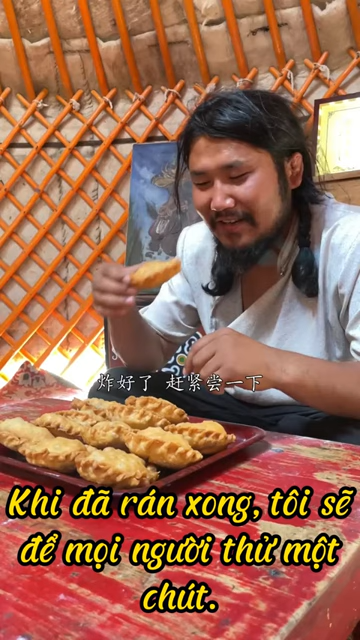 炸好了 赶紧尝一下
Khi đã rán xong, tôi sẽ
để mọi người thử một
chút.